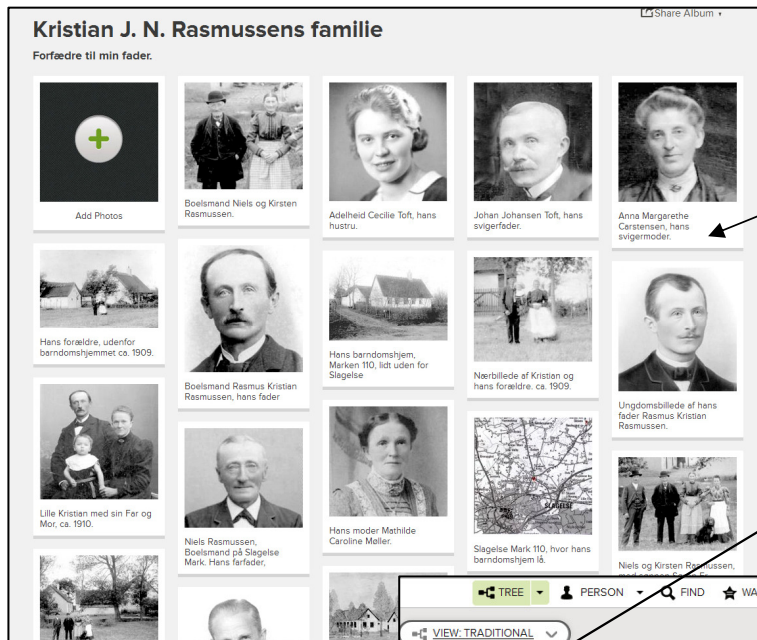 Share Album
Kristian J. N. Rasmussens familie
Forfædre til min fader.
Add Photos
Boelsmand Niels og Kirsten
Rasmussen.
Adelheid Cecilie Toft, hans
hustru.
Johan Johansen Toft, hans
svigerfader.
Anna Margarethe
Carstensen, hans
svigermoder.
Hans forældre, udenfor
barndomshjemmet ca. 1909.
Boelsmand Rasmus Kristian
Rasmussen, hans fader
Hans barndomshjem,
Marken 110, lidt uden for
Slagelse
Nærbillede af Kristian og
hans forældre. ca. 1909.
Ungdomsbillede af hans
fader Rasmus Kristian
Rasmussen.
Lille Kristian med sin Far og
Mor, ca. 1910.
Niels Rasmussen,
Boelsmand på Slagelse
Mark. Hans farfader,
Hans moder Mathilde
Caroline Møller.
SLAGELSE
Slagelse Mark 110, hvor hans
barndomshjem lå.
Niels og Kirsten Rasmussen,
TREE PERSON FIND WA
VIEW: TRADITIONAL